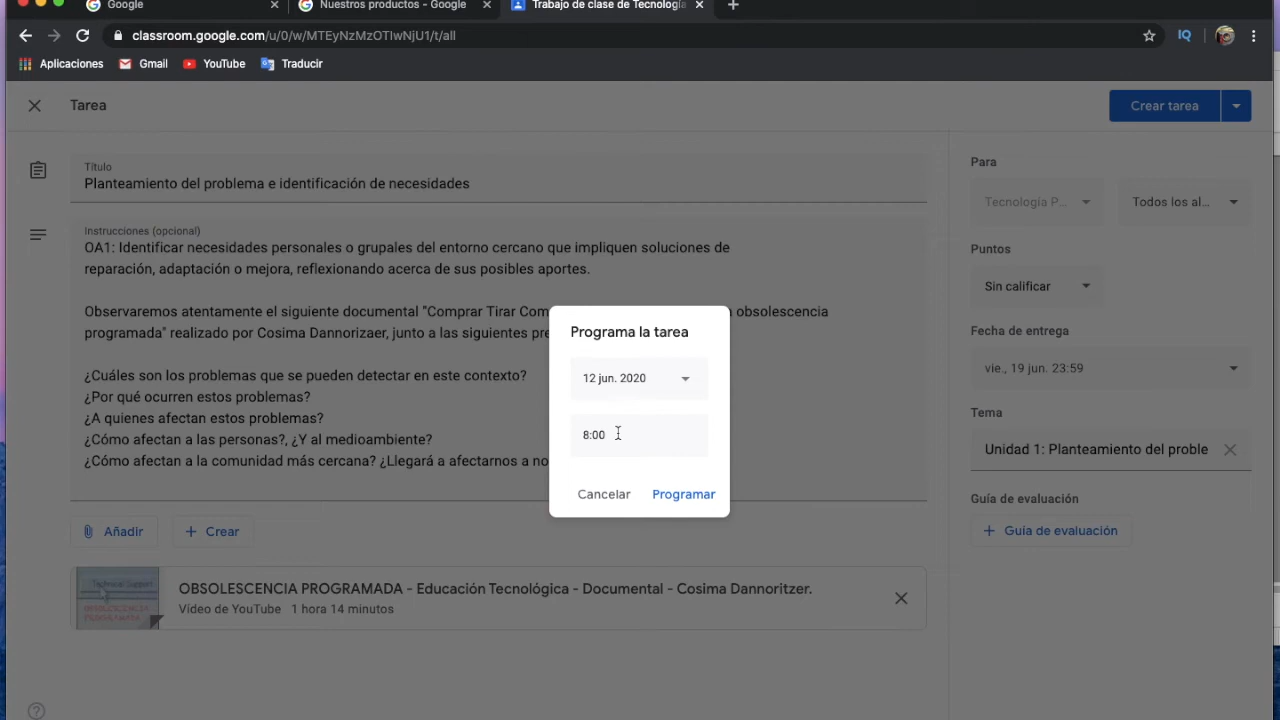 Google
Nuestros productos - Google
Trabajo de clase de Tecnología
classroom.google.com/u/0/w/MTEyNzMzOTIwNjU1/t/all
IQ
Aplicaciones
Gmail
YouTube
Traducir
Tarea
Crear tarea
Título
Planteamiento del problema e identificación de necesidades
Instrucciones (opcional)
OA1: Identificar necesidades personales o grupales del entorno cercano que impliquen soluciones de
reparación, adaptación o mejora, reflexionando acerca de sus posibles aportes.
Observaremos atentamente el siguiente documental "Comprar Tirar Com obsolescencia
programada" realizado por Cosima Dannorizaer, junto a las siguientes pre
¿Cuáles son los problemas que se pueden detectar en este contexto?
¿Por qué ocurren estos problemas?
¿A quienes afectan estos problemas?
¿Cómo afectan a las personas?, ¿Y al medioambiente?
¿Cómo afectan a la comunidad más cercana? ¿Llegará a afectarnos a no
Programa la tarea
12 jun. 2020
8:00
Cancelar
Programar
Añadir
Crear
OBSOLESCENCIA PROGRAMADA - Educación Tecnológica - Documental - Cosima Dannoritzer.
Vídeo de YouTube 1 hora 14 minutos
Para
Tecnología P...
Todos los al...
Puntos
Sin calificar
Fecha de entrega
vie., 19 jun. 23:59
Tema
Unidad 1: Planteamiento del proble
Guía de evaluación
Guía de evaluación